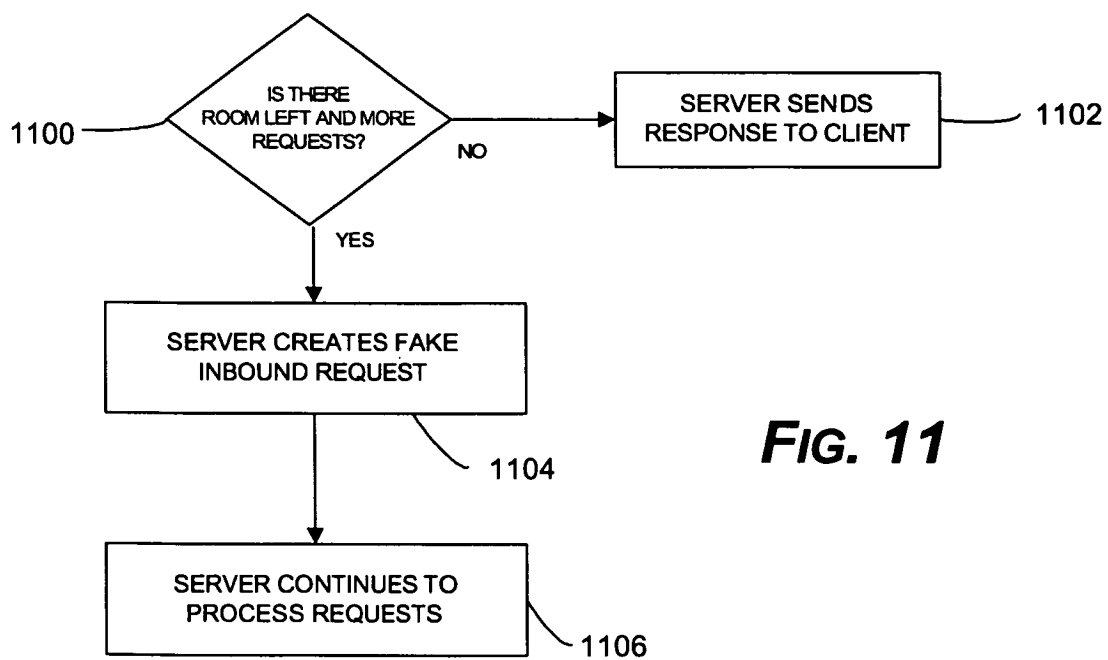 IS THERE
ROOM LEFT AND MORE
REQUESTS?
1100
NO
SERVER SENDS
RESPONSE TO CLIENT
1102
YES
SERVER CREATES FAKE
INBOUND REQUEST
1104
FIG. 11
SERVER CONTINUES TO
PROCESS REQUESTS
1106